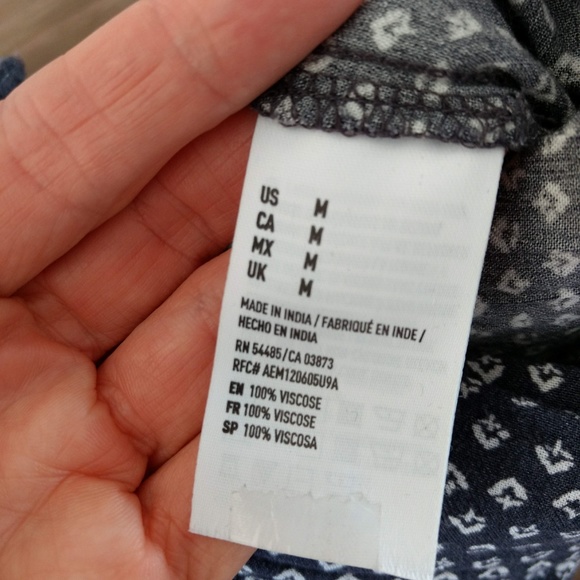 US M
CA M
MX M
UK M
MADE IN INDIA / FABRIQUÉ EN INDE /
HECHO EN INDIA
RN 54485/CA 03873
RFC# AEM120605U9A
EN 100% VISCOSE
FR 100% VISCOSE
SP 100% VISCOSA